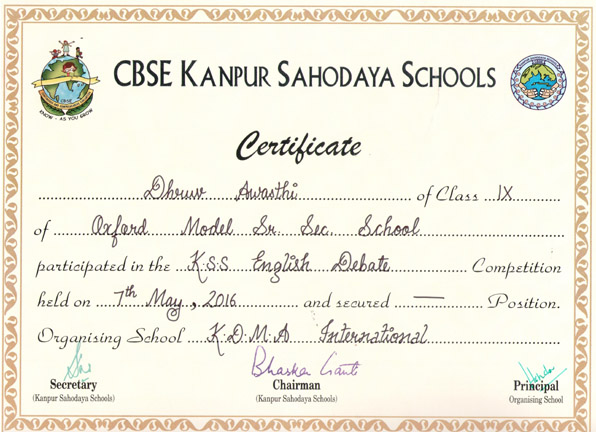 CBSE KANPUR SAHODAYA SCHOOLS
CBSE
KNOW - AS YOU GROW
Certificate
Dhruv Awasthi of Class IX
of Oxford Model Sr. Sec. School
participated in the K.S.S English Debate Competition
held on 7th May, 2016 and secured — Position.
Organising School K.D.M.A. International
Secretary Chairman Principal
(Kanpur Sahodaya Schools) (Kanpur Sahodaya Schools) Organising School